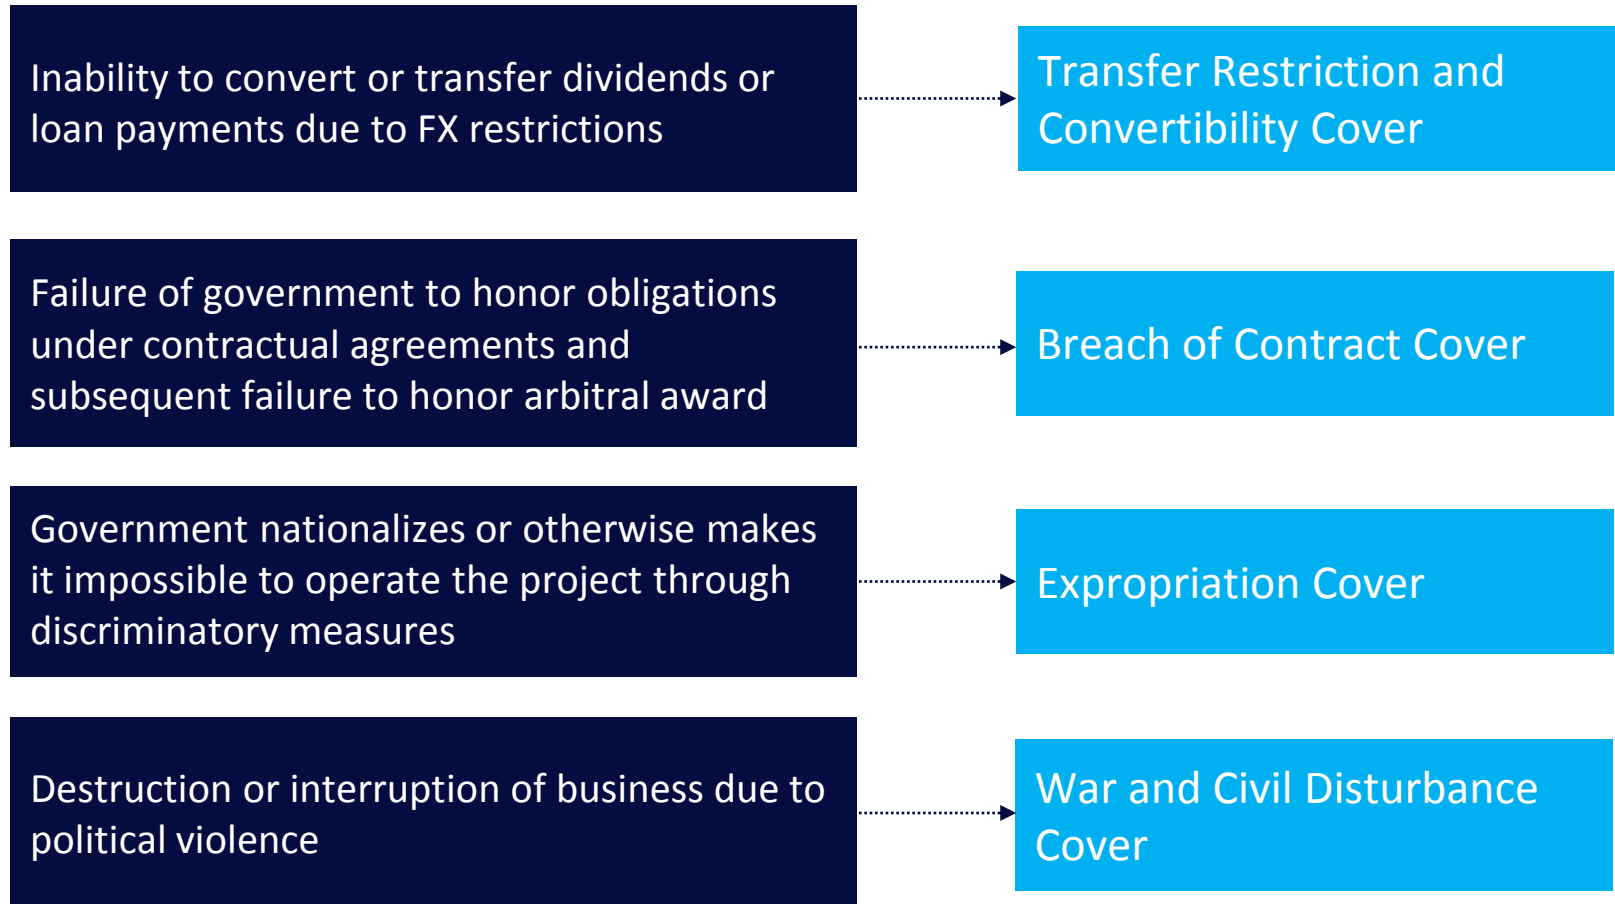 Inability to convert or transfer dividends or
loan payments due to FX restrictions
Transfer Restriction and
Convertibility Cover
Failure of government to honor obligations
under contractual agreements and
subsequent failure to honor arbitral award
Breach of Contract Cover
Government nationalizes or otherwise makes
it impossible to operate the project through
discriminatory measures
Expropriation Cover
Destruction or interruption of business due to
political violence
War and Civil Disturbance
Cover